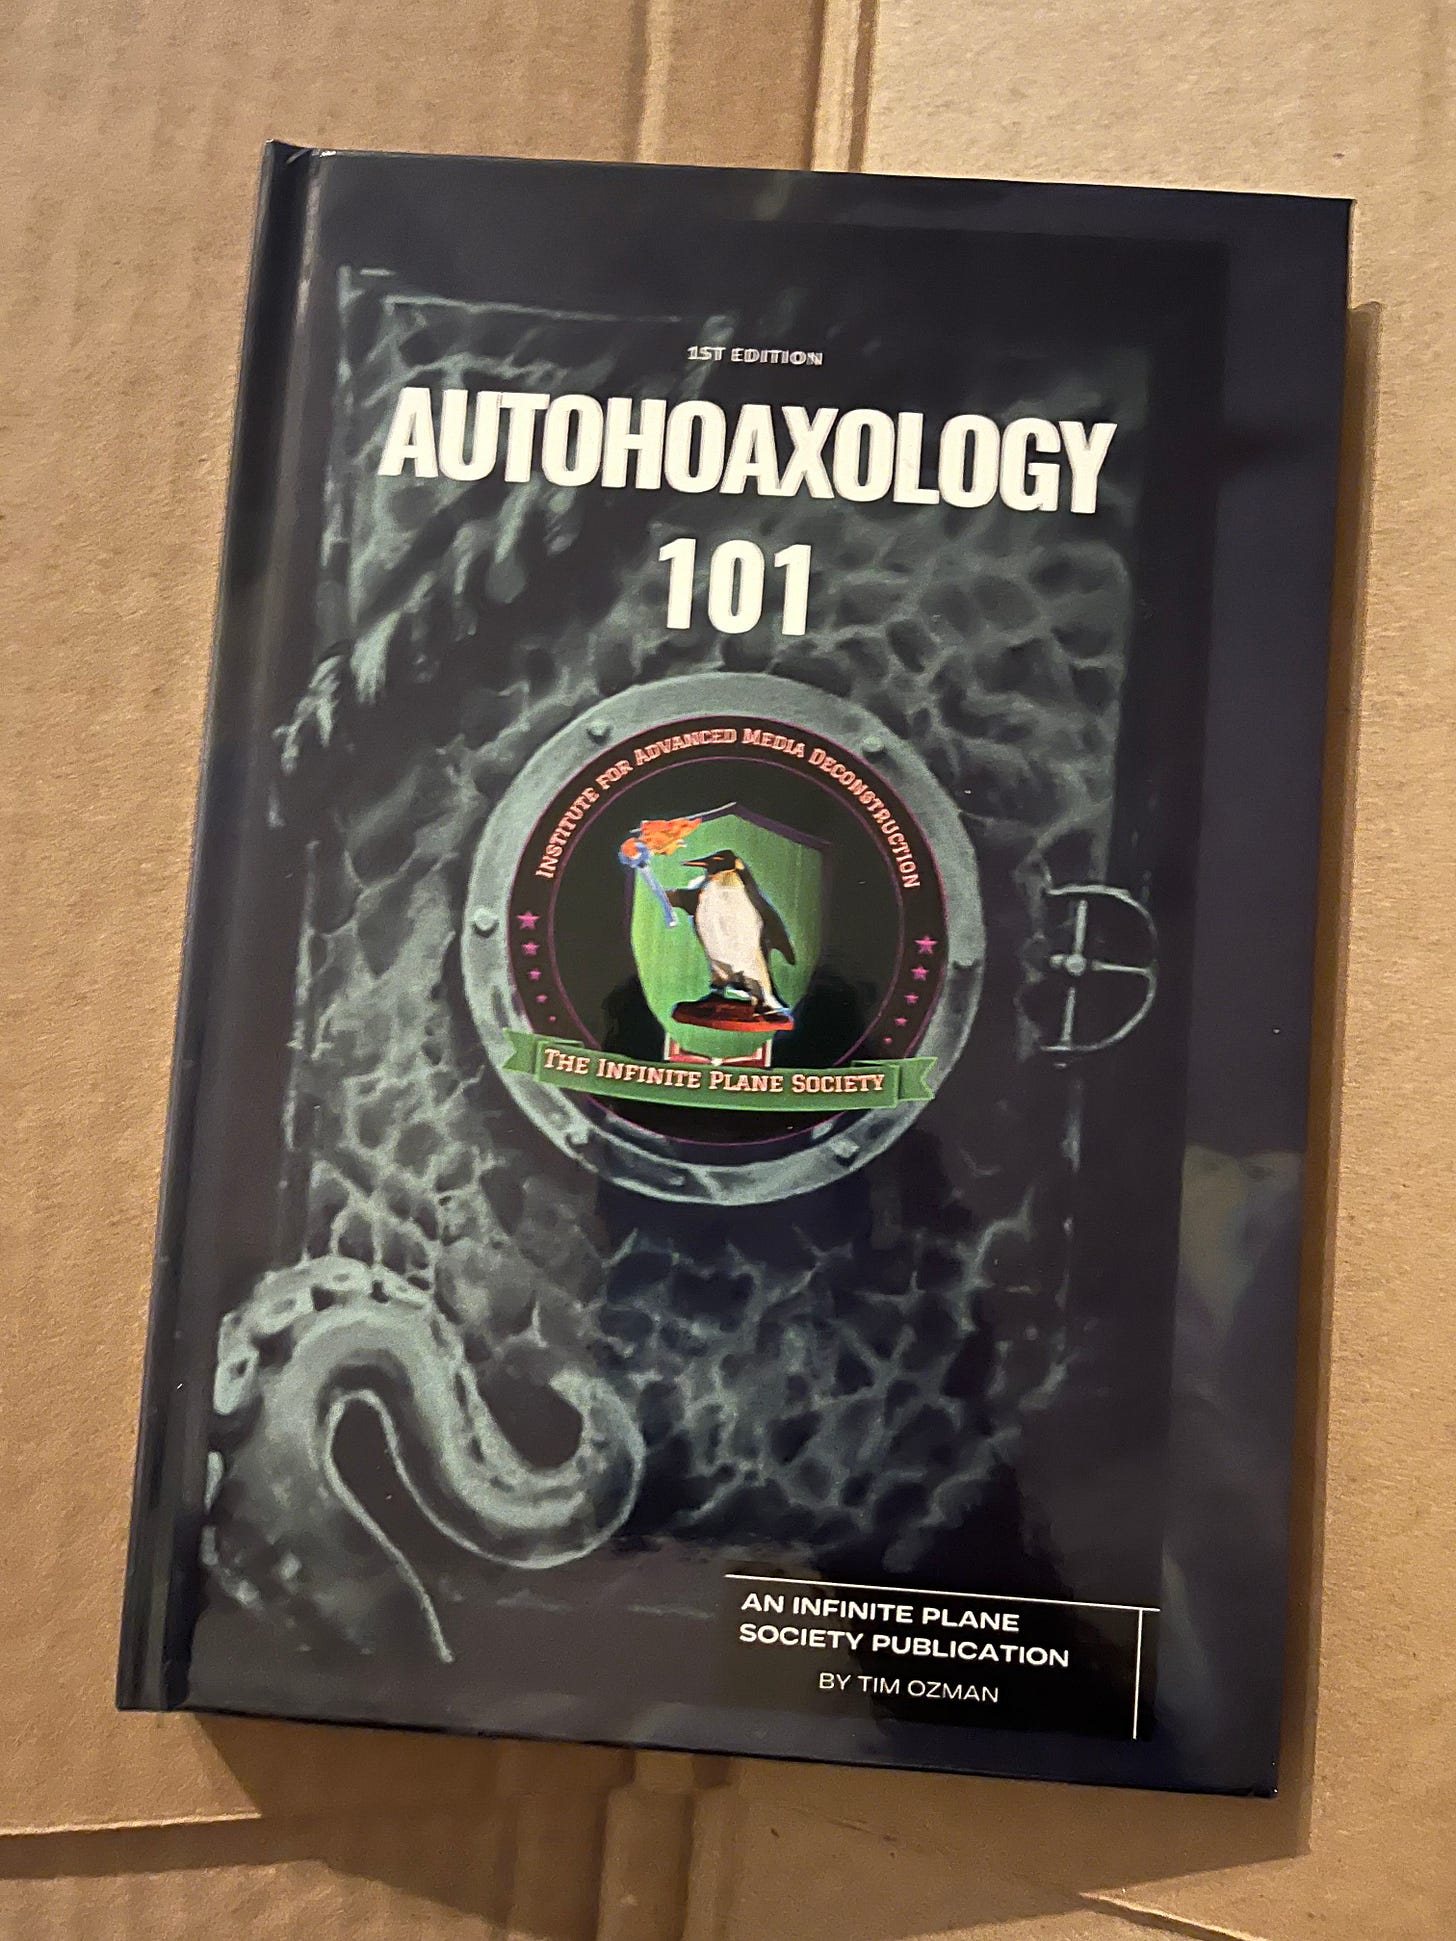 1ST EDITION
AUTOHOAXOLOGY
101
INSTITUTE FOR ADVANCED MEDIA DECONSTRUCTION
THE INFINITE PLANE SOCIETY
AN INFINITE PLANE
SOCIETY PUBLICATION
BY TIM OZMAN